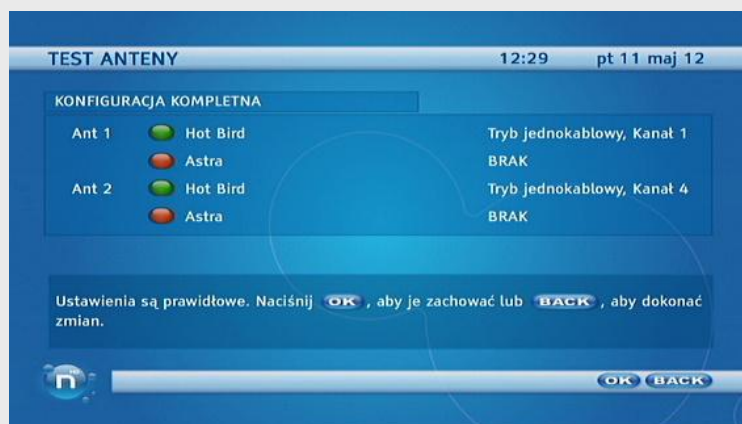 TEST ANTENY 12:29 pt 11 maj 12
KONFIGURACJA KOMPLETNA
Ant 1 Hot Bird Tryb jednokablowy, Kanał 1
Astra BRAK
Ant 2 Hot Bird Tryb jednokablowy, Kanał 4
Astra BRAK
Ustawienia są prawidłowe. Naciśnij OK , aby je zachować lub BACK , aby dokonać
zmian.
n OK BACK